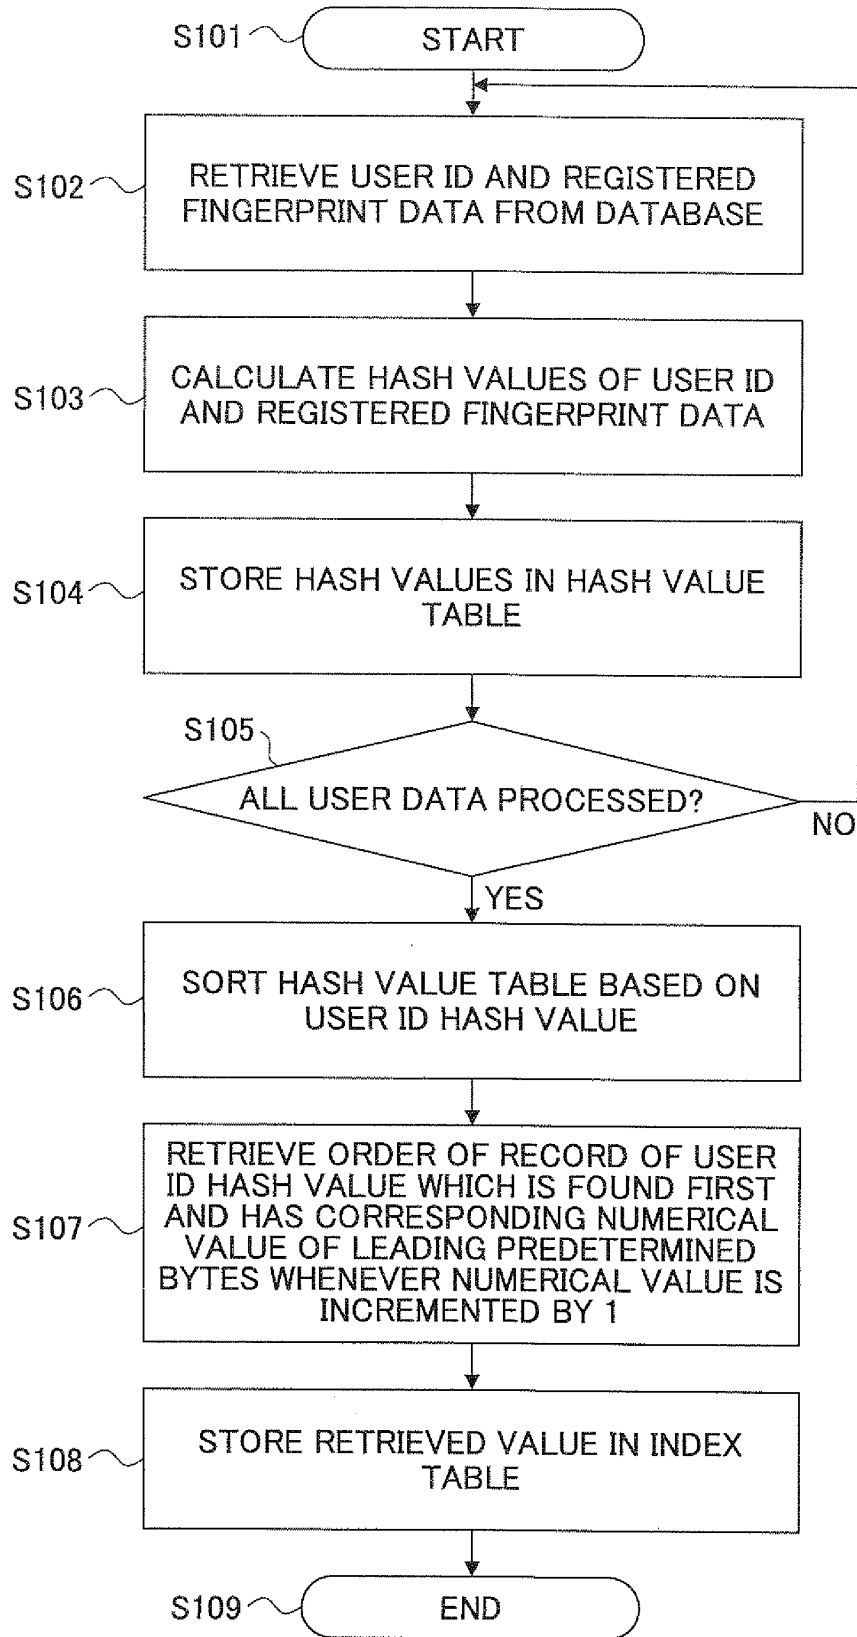 S101
START
S102
RETRIEVE USER ID AND REGISTERED
FINGERPRINT DATA FROM DATABASE
S103
CALCULATE HASH VALUES OF USER ID
AND REGISTERED FINGERPRINT DATA
S104
STORE HASH VALUES IN HASH VALUE
TABLE
S105
ALL USER DATA PROCESSED?
NO
YES
S106
SORT HASH VALUE TABLE BASED ON
USER ID HASH VALUE
S107
RETRIEVE ORDER OF RECORD OF USER
ID HASH VALUE WHICH IS FOUND FIRST
AND HAS CORRESPONDING NUMERICAL
VALUE OF LEADING PREDETERMINED
BYTES WHENEVER NUMERICAL VALUE IS
INCREMENTED BY 1
S108
STORE RETRIEVED VALUE IN INDEX
TABLE
S109
END